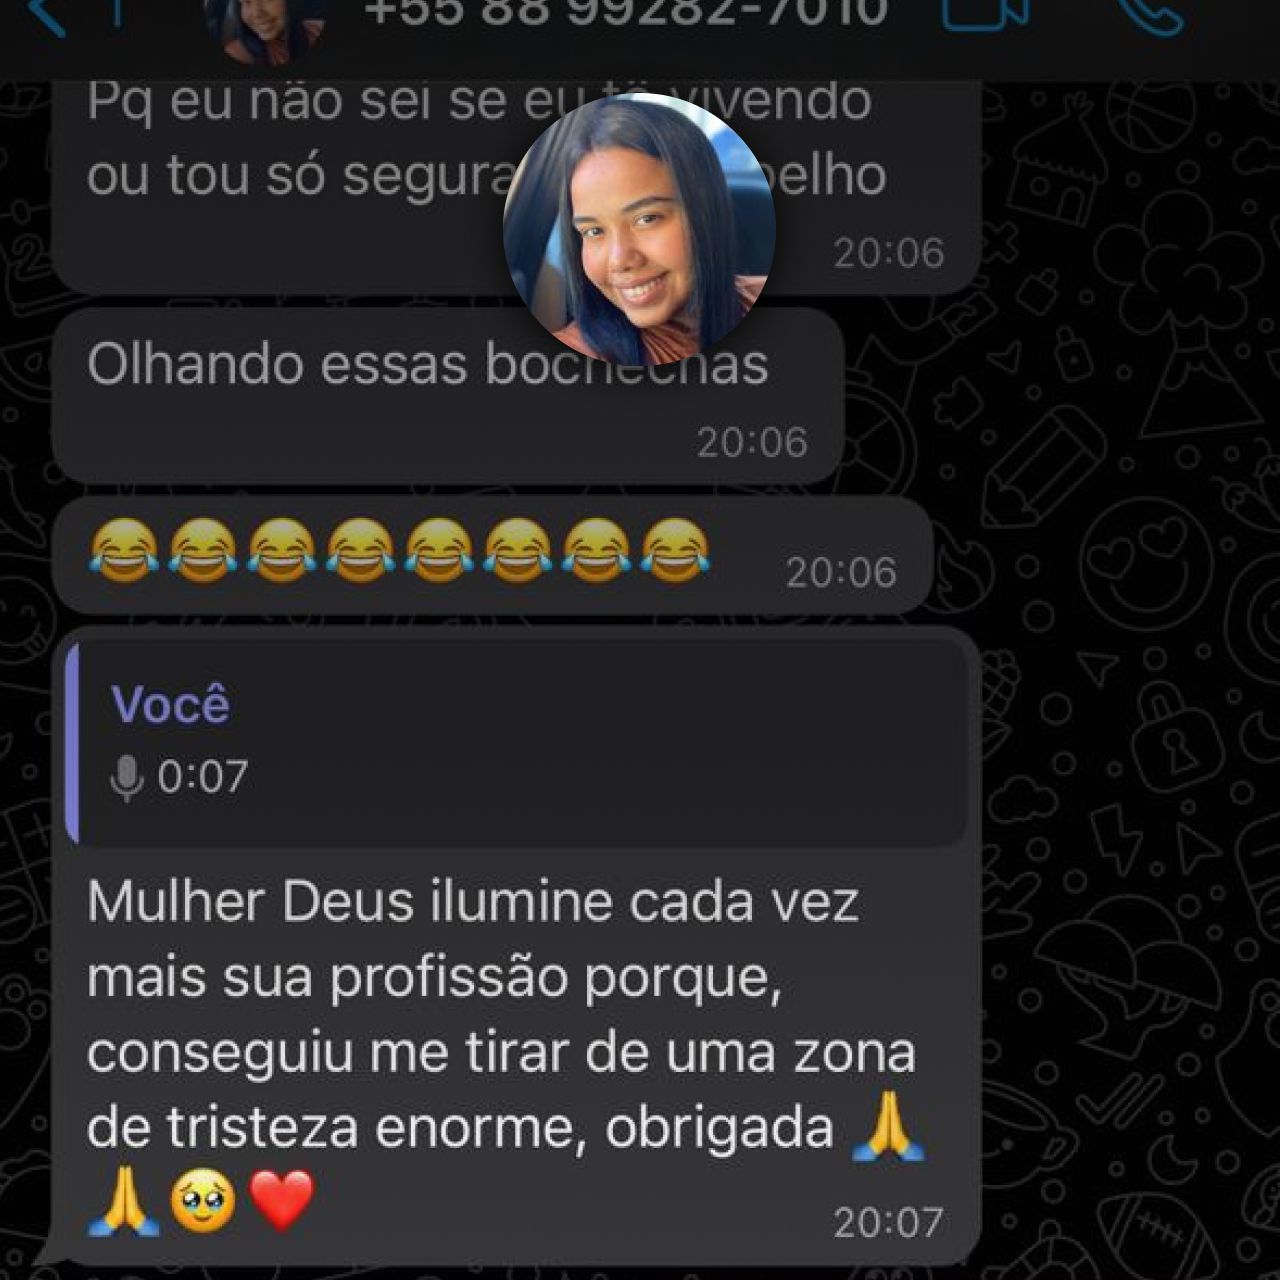 +55 88 99282-7010
Pq eu não sei se eu tô vivendo
ou tou só segura
20:06
Olhando essas bochechas
20:06
😂😂😂😂😂😂😂😂 20:06
Você
0:07
Mulher Deus ilumine cada vez
mais sua profissão porque,
conseguiu me tirar de uma zona
de tristeza enorme, obrigada 🙏
🙏🥹❤️ 20:07